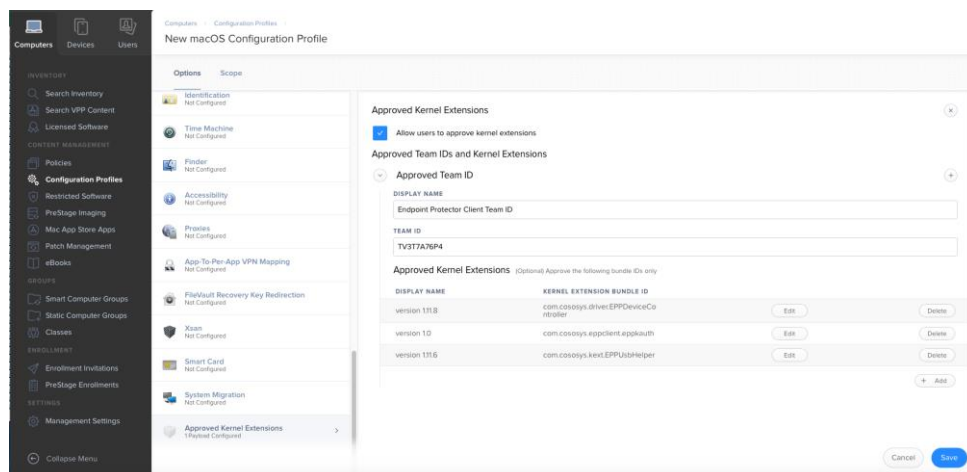 Computers
Devices
Users
INVENTORY
Search Inventory
Search VPP Content
Licensed Software
CONTENT MANAGEMENT
Policies
Configuration Profiles
Restricted Software
PreStage Imaging
Mac App Store Apps
Patch Management
eBooks
GROUPS
Smart Computer Groups
Static Computer Groups
Classes
ENROLLMENT
Enrollment Invitations
PreStage Enrollments
SETTINGS
Management Settings
Collapse Menu
Computers Configuration Profiles
New macOS Configuration Profile
Options Scope
Identification
Not Configured
Time Machine
Not Configured
Finder
Not Configured
Accessibility
Not Configured
Proxies
Not Configured
App-To-Per-App VPN Mapping
Not Configured
FileVault Recovery Key Redirection
Not Configured
Xsan
Not Configured
Smart Card
Not Configured
System Migration
Not Configured
Approved Kernel Extensions
1 Payload Configured
Approved Kernel Extensions
Allow users to approve kernel extensions
Approved Team IDs and Kernel Extensions
Approved Team ID
DISPLAY NAME
Endpoint Protector Client Team ID
TEAM ID
TV3T7A76P4
Approved Kernel Extensions (Optional) Approve the following bundle IDs only
DISPLAY NAME KERNEL EXTENSION BUNDLE ID
version 1.11.8 com.cososys.driver.EPPDeviceCo
ntroller Edit Delete
version 1.0 com.cososys.eppclient.eppkauth Edit Delete
version 1.11.6 com.cososys.kext.EPPUsbHelper Edit Delete
+ Add
Cancel Save